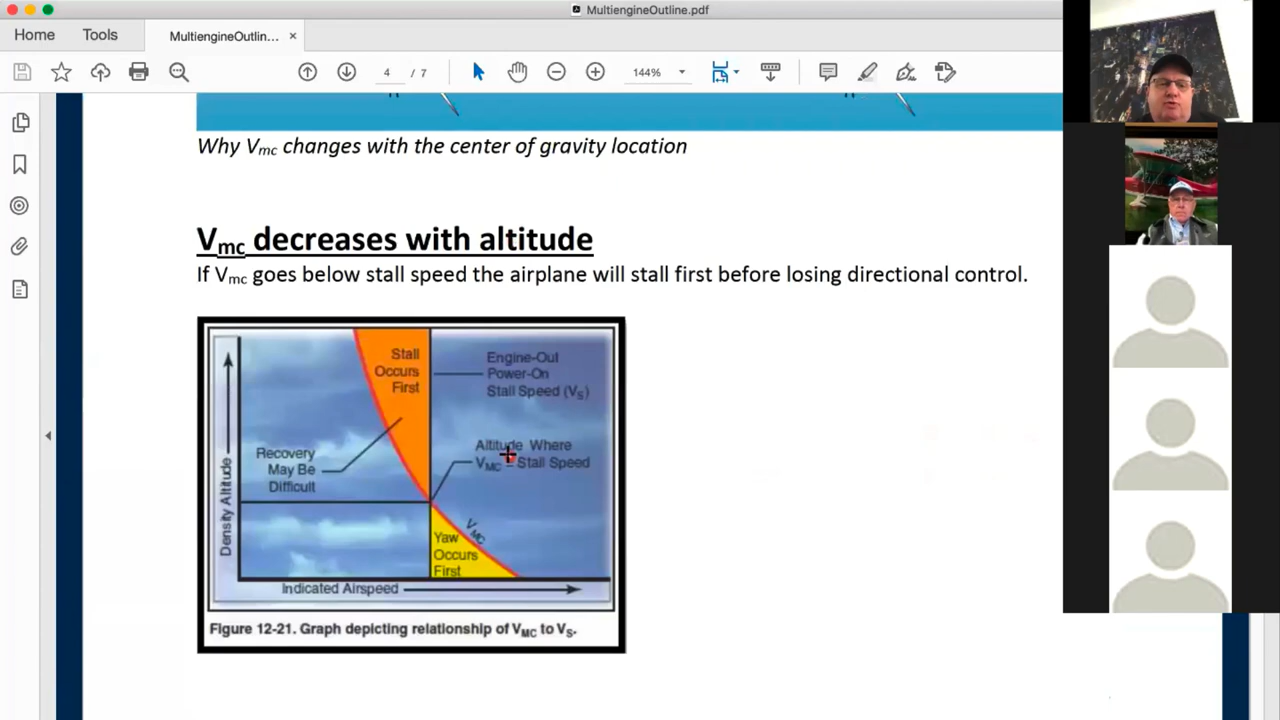 MultiengineOutline.pdf
Home
Tools
MultiengineOutlin...
4 / 7
144%
Why Vmc changes with the center of gravity location
Vmc decreases with altitude
If Vmc goes below stall speed the airplane will stall first before losing directional control.
Stall
Occurs
First
Engine-Out
Power-On
Stall Speed (VS)
Recovery
May Be
Difficult
Altitude Where
VMC = Stall Speed
Density Altitude
VMC
Yaw
Occurs
First
Indicated Airspeed
Figure 12-21. Graph depicting relationship of VMC to VS.